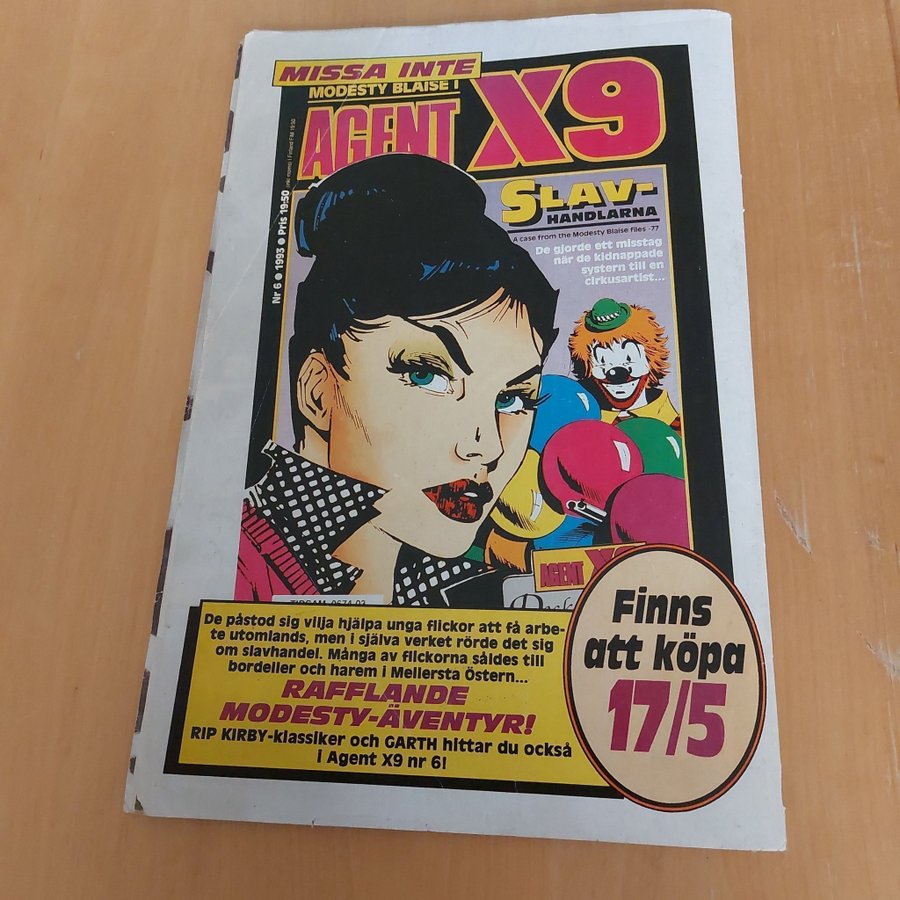 MISSA INTE
MODESTY BLAISE I
AGENT X9
Nr 6 ● 1993 ● Pris 19:50
SLAV-
HANDLARNA
A case from the Modesty Blaise files -77
De gjorde ett misstag
när de kidnappade
systern till en
cirkusartist...
AGENT X9
De påstod sig vilja hjälpa unga flickor att få arbe-
te utomlands, men i själva verket rörde det sig
om slavhandel. Många av flickorna såldes till
bordeller och harem i Mellersta Östern...
RAFFLANDE
MODESTY-ÄVENTYR!
RIP KIRBY-klassiker och GARTH hittar du också
i Agent X9 nr 6!
Finns
att köpa
17/5